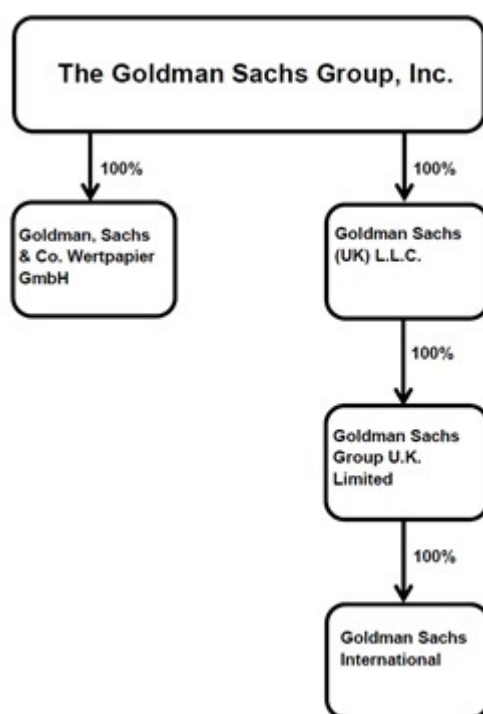 The Goldman Sachs Group, Inc.
100%
100%
Goldman, Sachs
& Co. Wertpapier
GmbH
Goldman Sachs
(UK) L.L.C.
100%
Goldman Sachs
Group U.K.
Limited
100%
Goldman Sachs
International